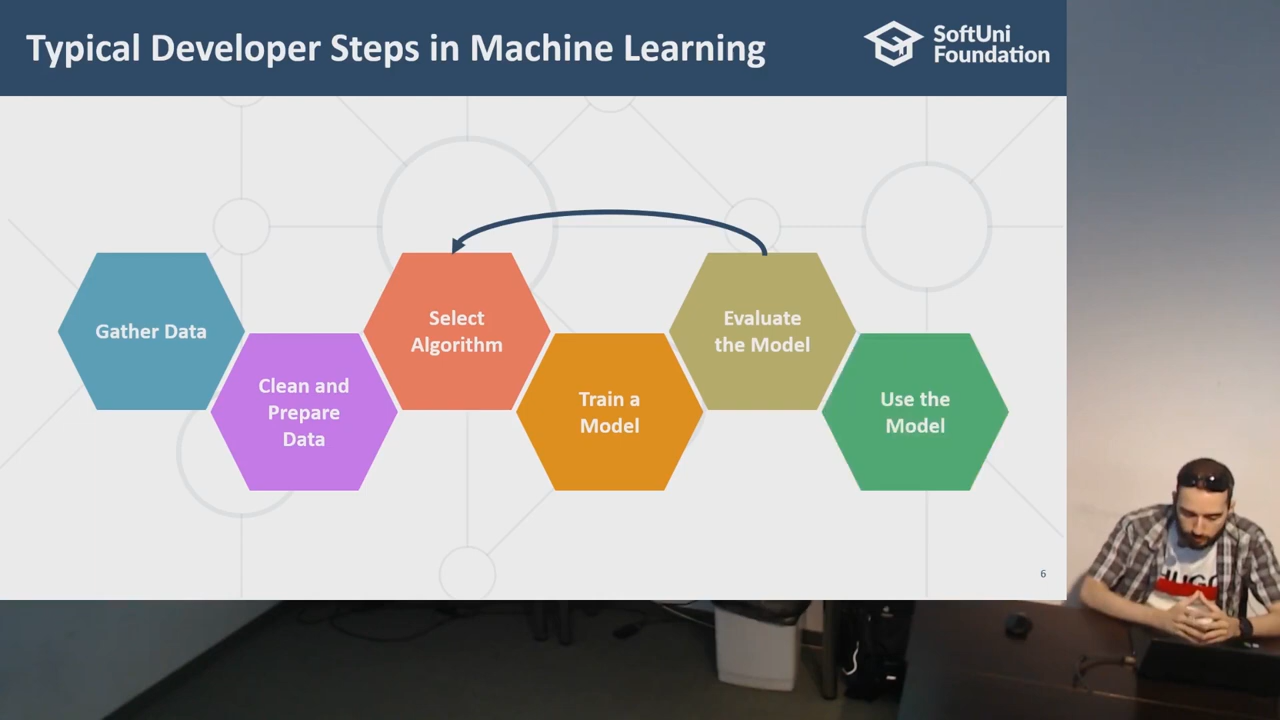 Typical Developer Steps in Machine Learning
SoftUni
Foundation
Gather Data
Clean and
Prepare
Data
Select
Algorithm
Train a
Model
Evaluate
the Model
Use the
Model
6
HUGO